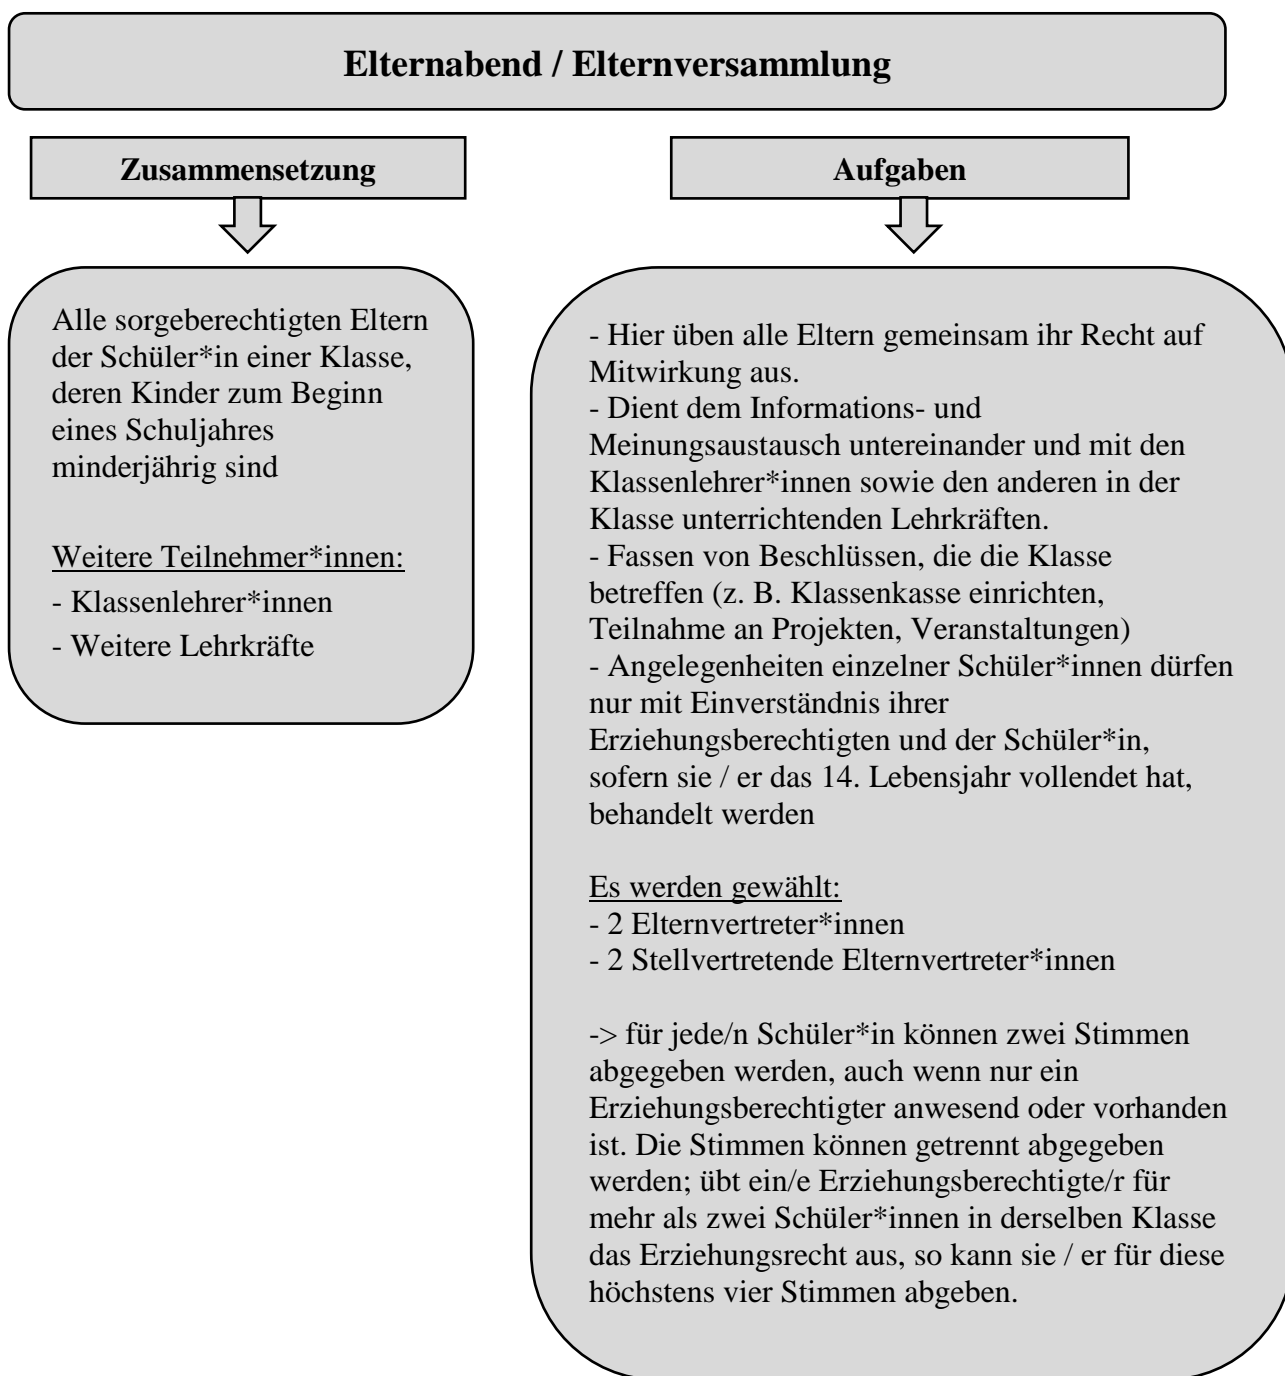 Elternabend / Elternversammlung
Zusammensetzung
Alle sorgeberechtigten Eltern
der Schüler*in einer Klasse,
deren Kinder zum Beginn
eines Schuljahres
minderjährig sind
Weitere Teilnehmer*innen:
- Klassenlehrer*innen
- Weitere Lehrkräfte
Aufgaben
- Hier üben alle Eltern gemeinsam ihr Recht auf
Mitwirkung aus.
- Dient dem Informations- und
Meinungsaustausch untereinander und mit den
Klassenlehrer*innen sowie den anderen in der
Klasse unterrichtenden Lehrkräften.
- Fassen von Beschlüssen, die die Klasse
betreffen (z. B. Klassenkasse einrichten,
Teilnahme an Projekten, Veranstaltungen)
- Angelegenheiten einzelner Schüler*innen dürfen
nur mit Einverständnis ihrer
Erziehungsberechtigten und der Schüler*in,
sofern sie / er das 14. Lebensjahr vollendet hat,
behandelt werden
Es werden gewählt:
- 2 Elternvertreter*innen
- 2 Stellvertretende Elternvertreter*innen
-> für jede/n Schüler*in können zwei Stimmen
abgegeben werden, auch wenn nur ein
Erziehungsberechtigter anwesend oder vorhanden
ist. Die Stimmen können getrennt abgegeben
werden; übt ein/e Erziehungsberechtigte/r für
mehr als zwei Schüler*innen in derselben Klasse
das Erziehungsrecht aus, so kann sie / er für diese
höchstens vier Stimmen abgeben.